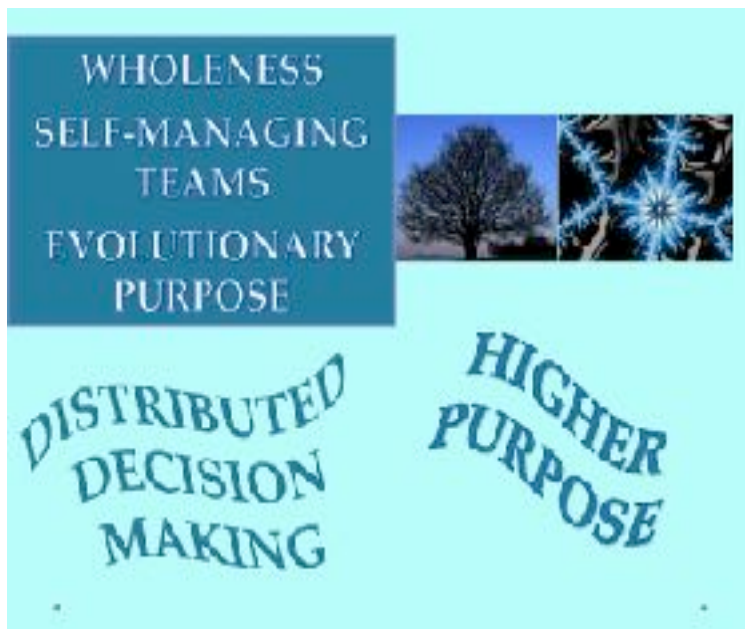 WHOLENESS
SELF-MANAGING
TEAMS
EVOLUTIONARY
PURPOSE
DISTRIBUTED
DECISION
MAKING
HIGHER
PURPOSE